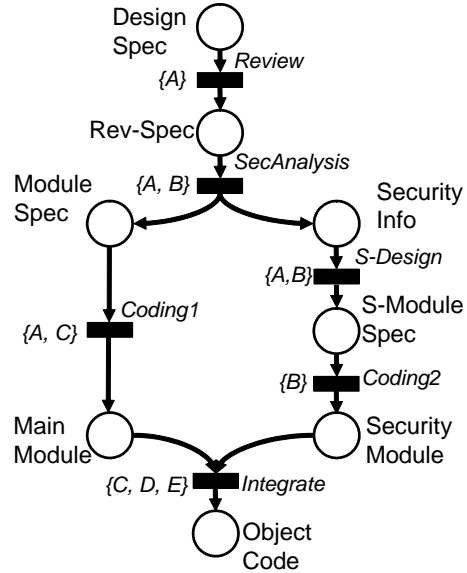 Design
Spec
Review
{A}
Rev-Spec
SecAnalysis
{A, B}
Module
Spec
Security
Info
S-Design
{A,B}
S-Module
Spec
Coding1
{A, C}
Coding2
{B}
Main
Module
Security
Module
{C, D, E}
Integrate
Object
Code